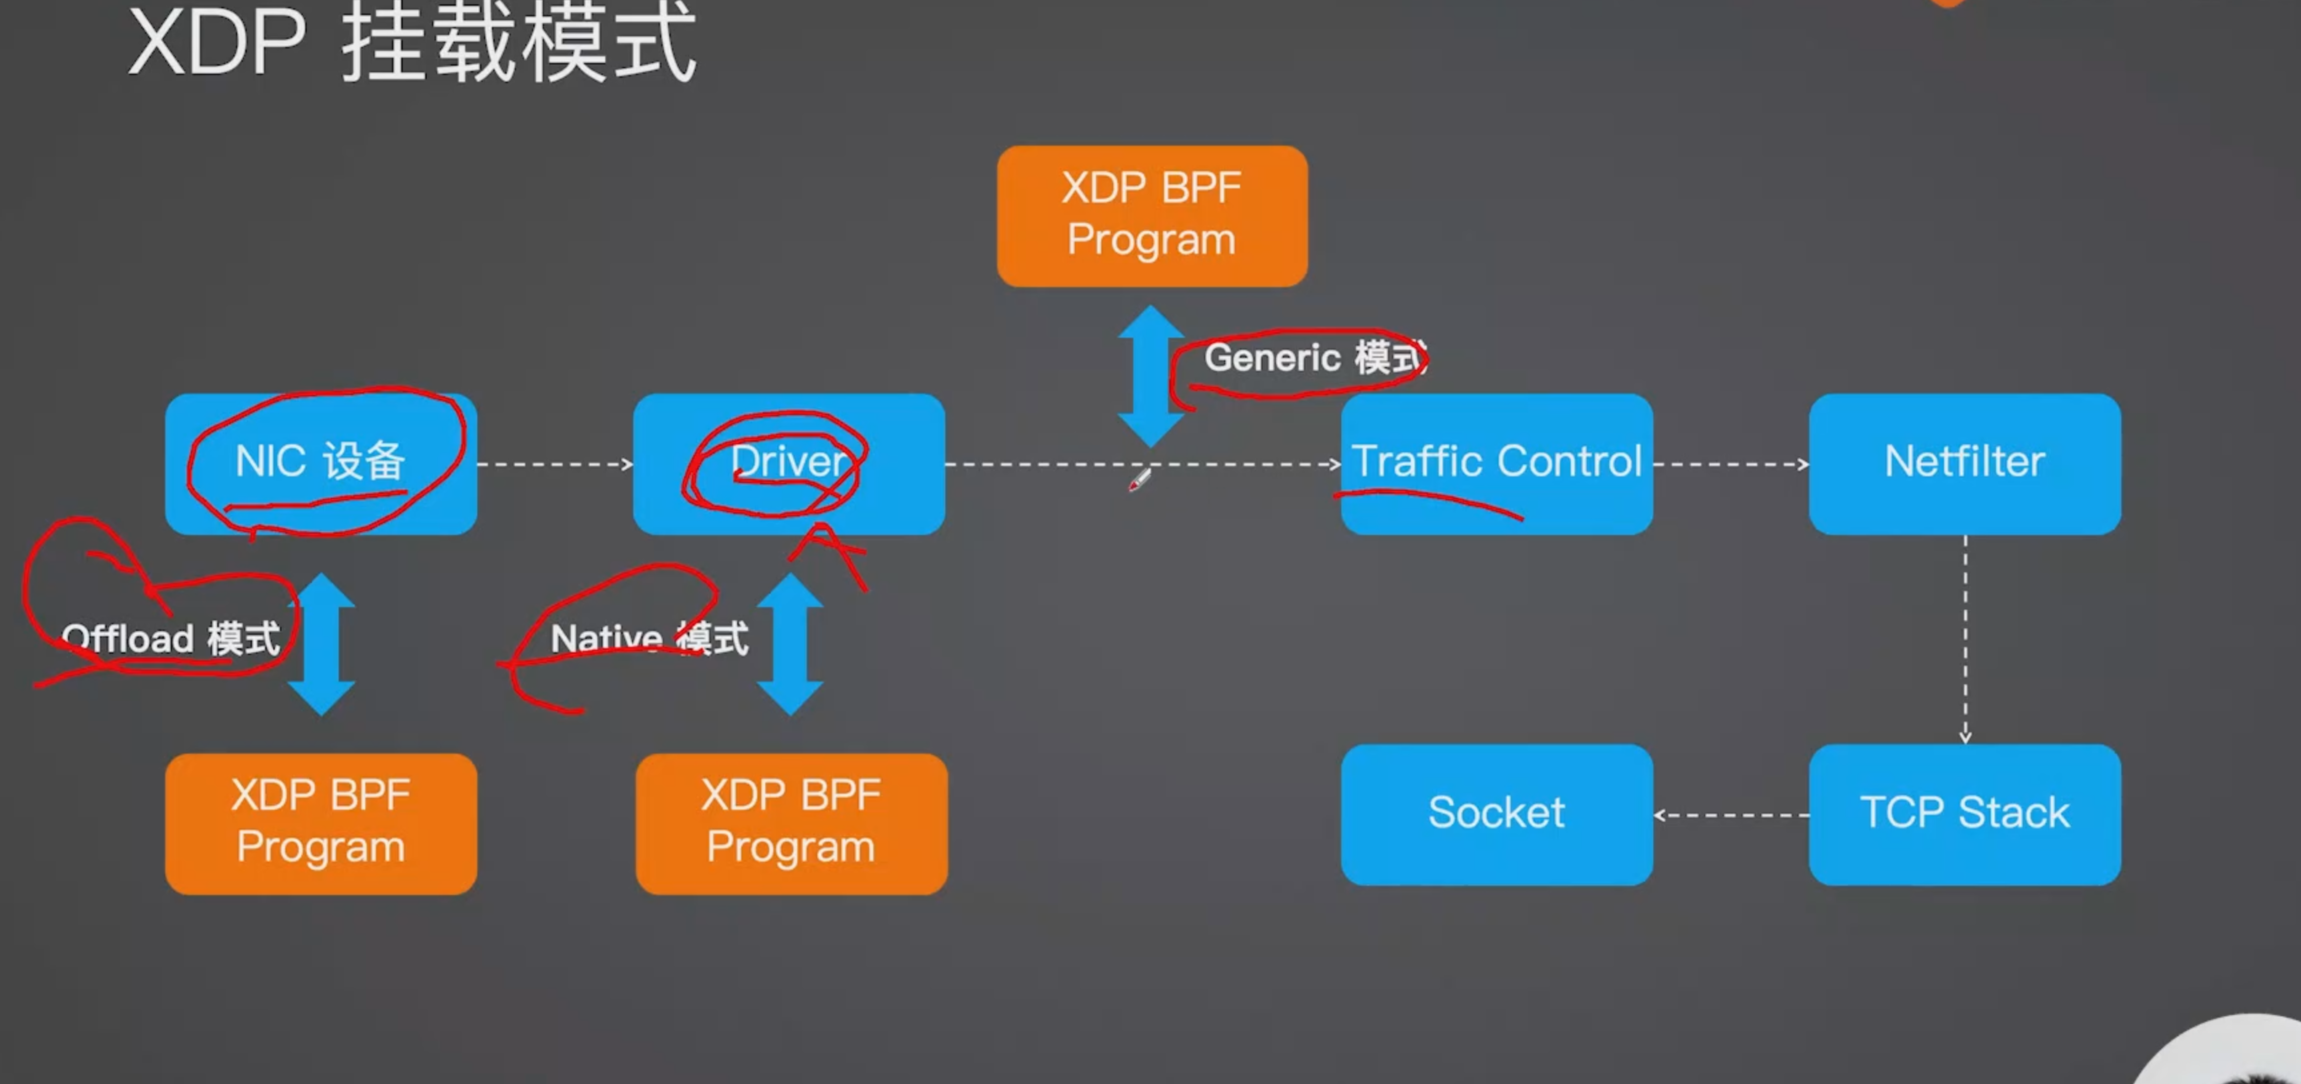 XDP 挂载模式
XDP BPF
Program
Generic 模式
NIC 设备
Driver
Traffic Control
Netfilter
Offload 模式
Native 模式
XDP BPF
Program
XDP BPF
Program
Socket
TCP Stack